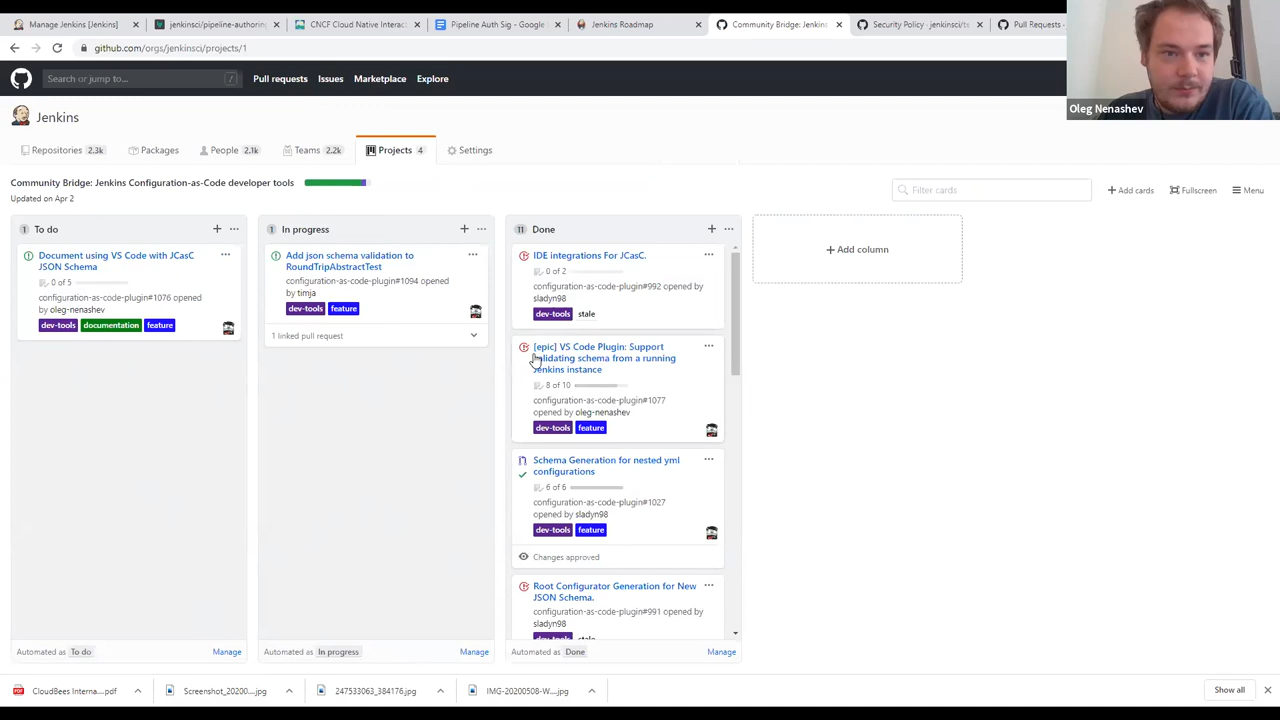 Manage Jenkins [Jenkins]
jenkinsci/pipeline-authoring
CNCF Cloud Native Interac
Pipeline Auth Sig - Google
Jenkins Roadmap
Community Bridge: Jenkins
Security Policy · jenkinsci/te
Pull Requests ·
github.com/orgs/jenkinsci/projects/1
Search or jump to...
/
Pull requests
Issues
Marketplace
Explore
Oleg Nenashev
Jenkins
Repositories 2.3k
Packages
People 2.1k
Teams 2.2k
Projects 4
Settings
Community Bridge: Jenkins Configuration-as-Code developer tools
Updated on Apr 2
Filter cards
+ Add cards
Fullscreen
Menu
1 To do
Document using VS Code with JCasC
JSON Schema
0 of 5
configuration-as-code-plugin#1076 opened
by oleg-nenashev
dev-tools documentation feature
Automated as To do
Manage
1 In progress
Add json schema validation to
RoundTripAbstractTest
configuration-as-code-plugin#1094 opened
by timja
dev-tools feature
1 linked pull request
Automated as In progress
Manage
11 Done
IDE integrations For JCasC.
0 of 2
configuration-as-code-plugin#992 opened by
sladyn98
dev-tools stale
[epic] VS Code Plugin: Support
validating schema from a running
Jenkins instance
8 of 10
configuration-as-code-plugin#1077
opened by oleg-nenashev
dev-tools feature
Schema Generation for nested yml
configurations
6 of 6
configuration-as-code-plugin#1027
opened by sladyn98
dev-tools feature
Changes approved
Root Configurator Generation for New
JSON Schema.
configuration-as-code-plugin#991 opened by
sladyn98
dev-tools stale
Automated as Done
Manage
+ Add column
CloudBees Interna....pdf
Screenshot_20200....jpg
247533063_384176.jpg
IMG-20200508-W....jpg
Show all